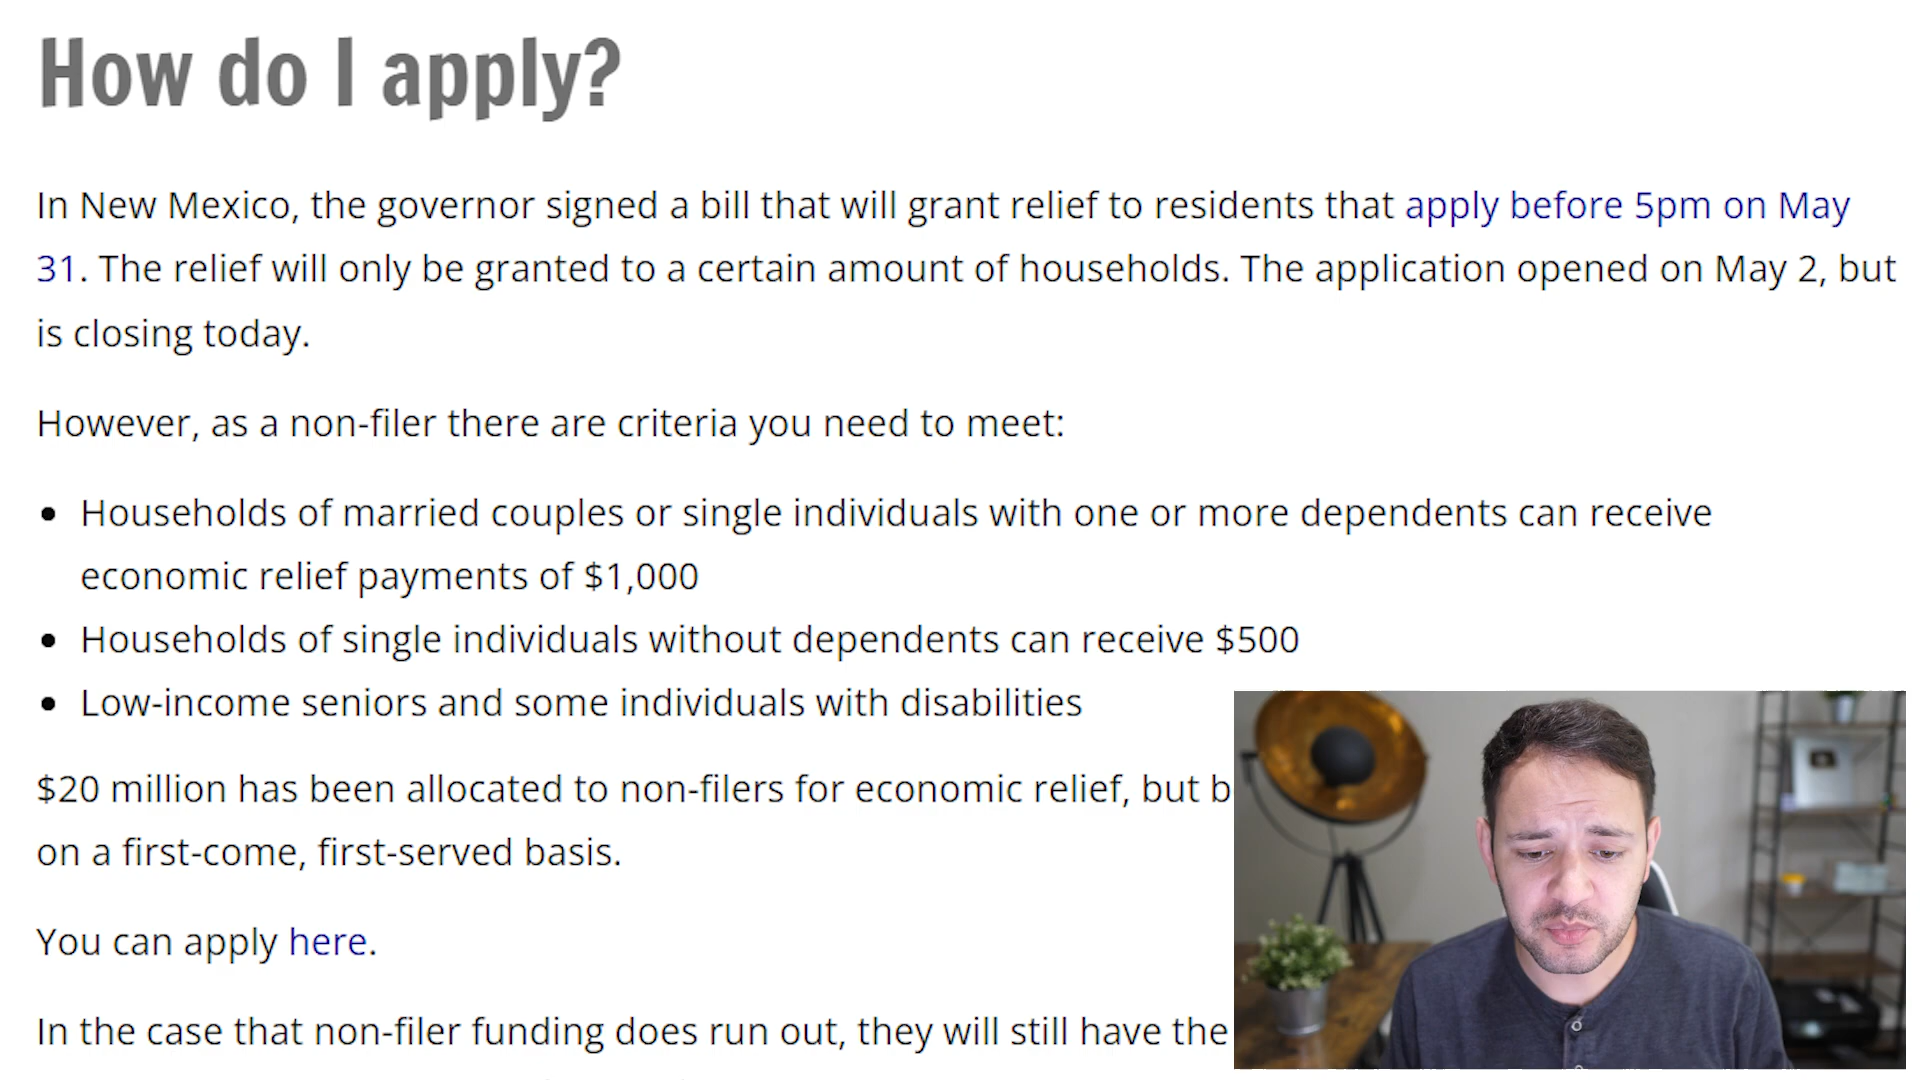 How do I apply?
In New Mexico, the governor signed a bill that will grant relief to residents that apply before 5pm on May
31. The relief will only be granted to a certain amount of households. The application opened on May 2, but
is closing today.
However, as a non-filer there are criteria you need to meet:
• Households of married couples or single individuals with one or more dependents can receive
economic relief payments of $1,000
• Households of single individuals without dependents can receive $500
• Low-income seniors and some individuals with disabilities
$20 million has been allocated to non-filers for economic relief, but
on a first-come, first-served basis.
You can apply here.
In the case that non-filer funding does run out, they will still have the